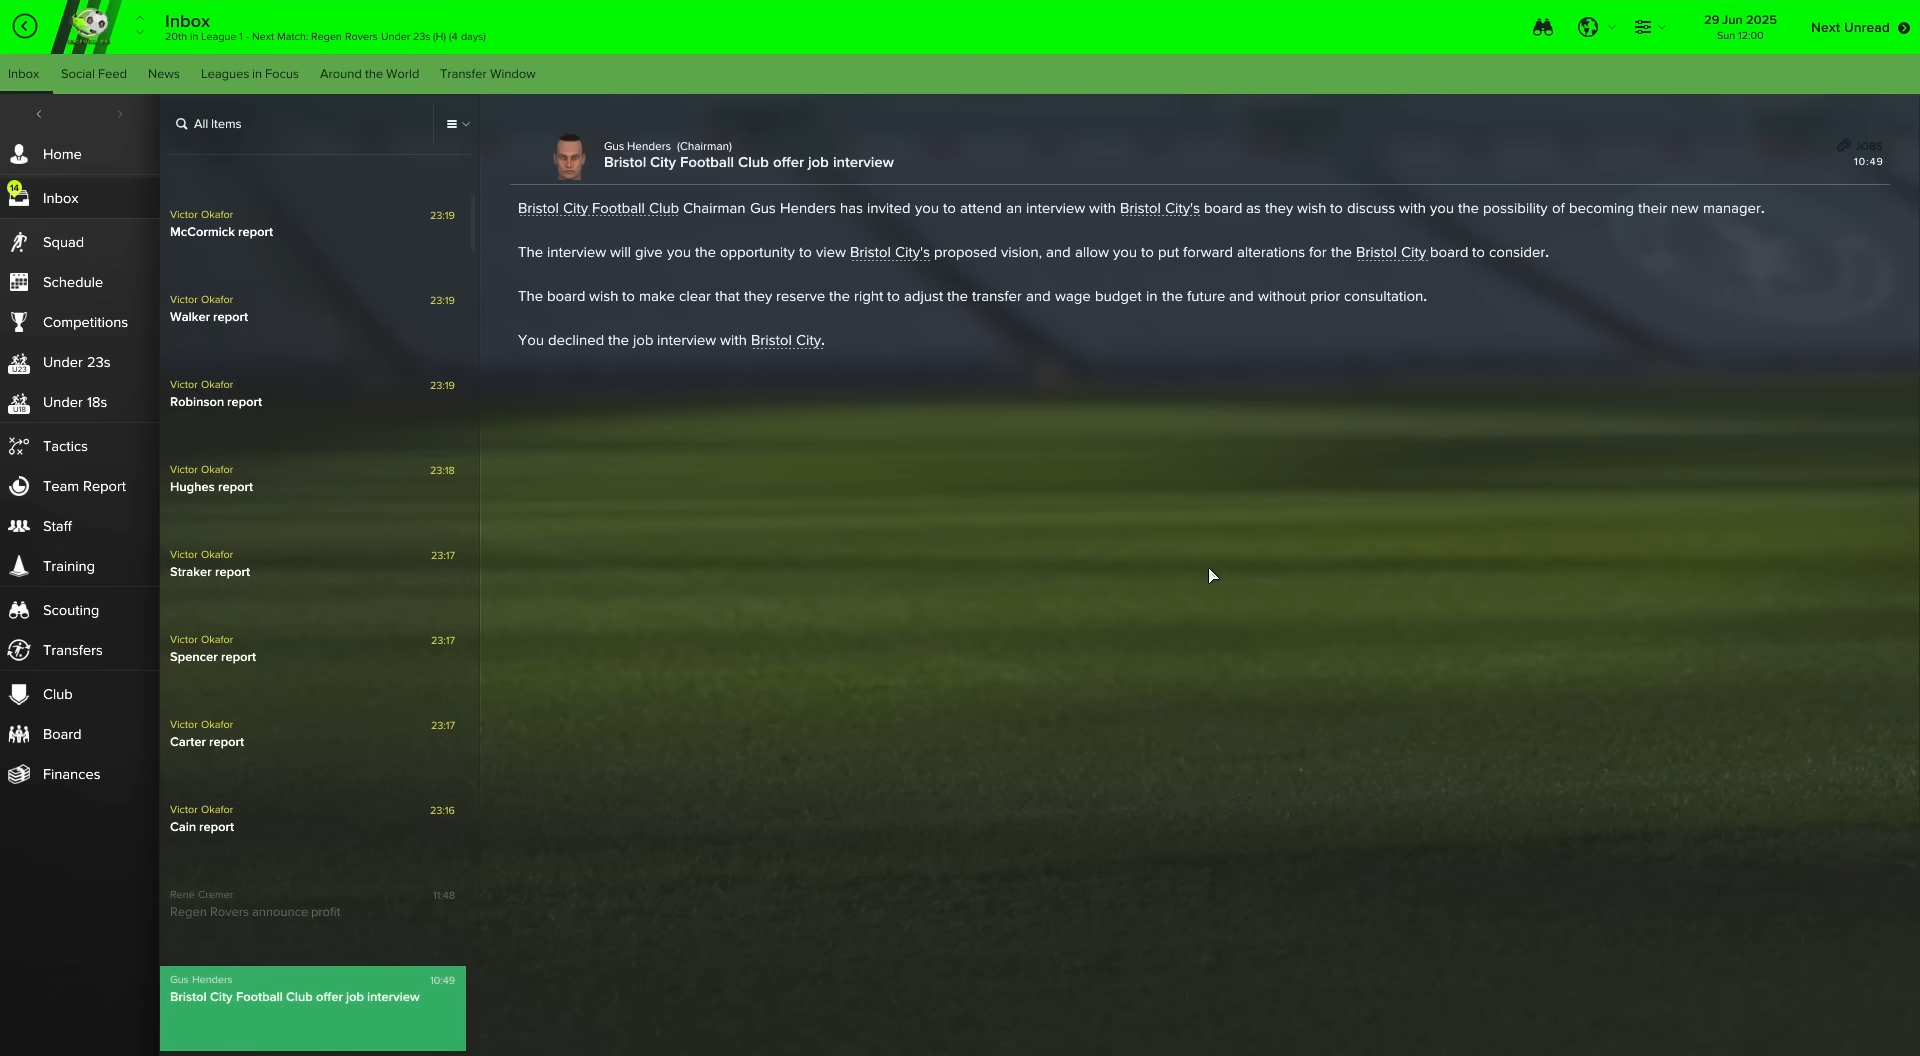 Inbox
20th in League 1 - Next Match: Regen Rovers Under 23s (H) (4 days)
29 Jun 2025
Sun 12:00
Next Unread
Inbox
Social Feed
News
Leagues in Focus
Around the World
Transfer Window
Home
14
Inbox
Squad
Schedule
Competitions
U23
Under 23s
U18
Under 18s
Tactics
Team Report
Staff
Training
Scouting
Transfers
Club
Board
Finances
All Items
Victor Okafor 23:19
McCormick report
Victor Okafor 23:19
Walker report
Victor Okafor 23:19
Robinson report
Victor Okafor 23:18
Hughes report
Victor Okafor 23:17
Straker report
Victor Okafor 23:17
Spencer report
Victor Okafor 23:17
Carter report
Victor Okafor 23:16
Cain report
René Cremer 11:48
Regen Rovers announce profit
Gus Henders 10:49
Bristol City Football Club offer job interview
Gus Henders (Chairman)
Bristol City Football Club offer job interview
JOBS
10:49
Bristol City Football Club Chairman Gus Henders has invited you to attend an interview with Bristol City's board as they wish to discuss with you the possibility of becoming their new manager.
The interview will give you the opportunity to view Bristol City's proposed vision, and allow you to put forward alterations for the Bristol City board to consider.
The board wish to make clear that they reserve the right to adjust the transfer and wage budget in the future and without prior consultation.
You declined the job interview with Bristol City.